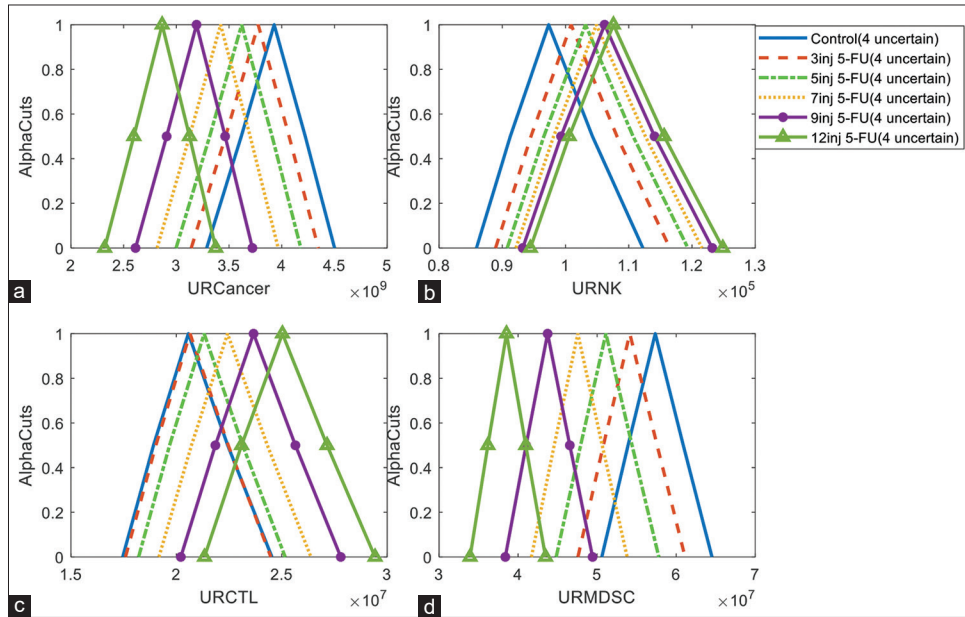 1
0.8
0.6
0.4
0.2
0
AlphaCuts
2 2.5 3 3.5 4 4.5 5
URCancer ×10^9
a
1
0.8
0.6
0.4
0.2
0
AlphaCuts
0.8 0.9 1 1.1 1.2 1.3
URNK ×10^5
b
Control(4 uncertain)
3inj 5-FU(4 uncertain)
5inj 5-FU(4 uncertain)
7inj 5-FU(4 uncertain)
9inj 5-FU(4 uncertain)
12inj 5-FU(4 uncertain)
1
0.8
0.6
0.4
0.2
0
AlphaCuts
1.5 2 2.5 3
URCTL ×10^7
c
1
0.8
0.6
0.4
0.2
0
AlphaCuts
3 4 5 6 7
URMDSC ×10^7
d